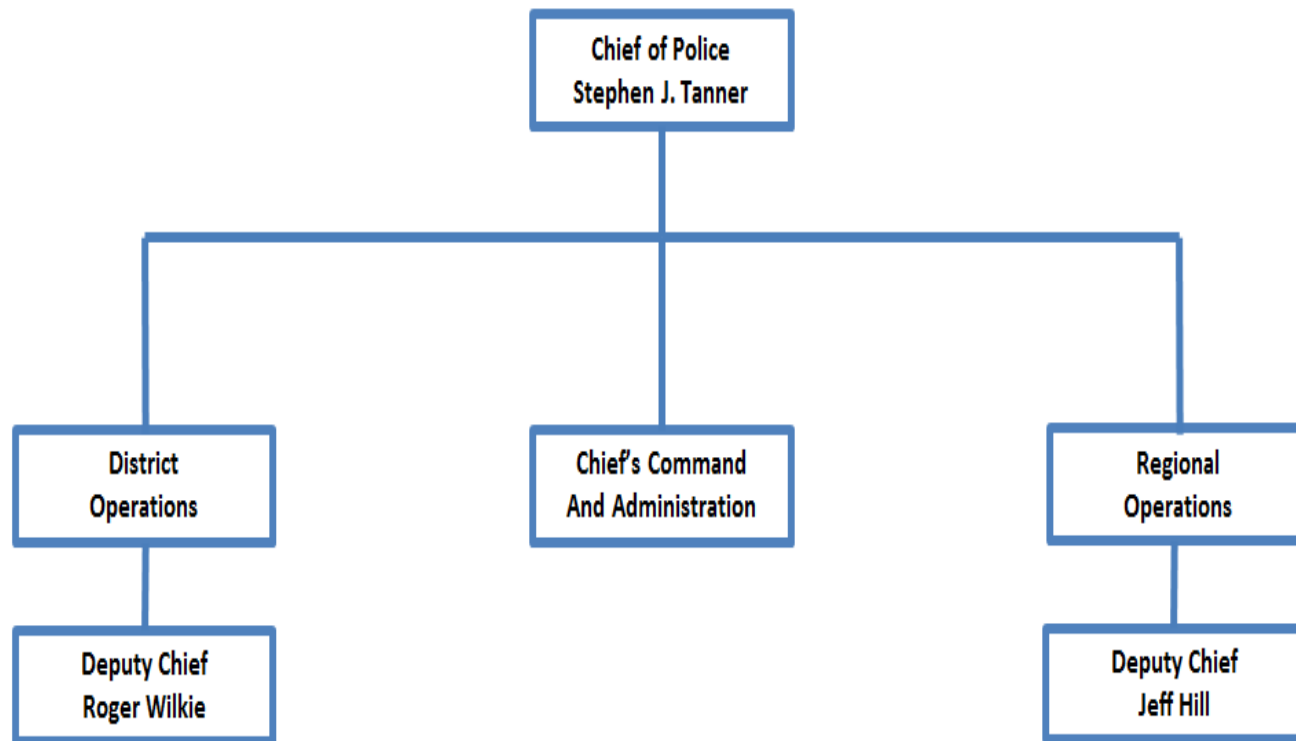 Chief of Police
Stephen J. Tanner
District
Operations
Chief's Command
And Administration
Regional
Operations
Deputy Chief
Roger Wilkie
Deputy Chief
Jeff Hill